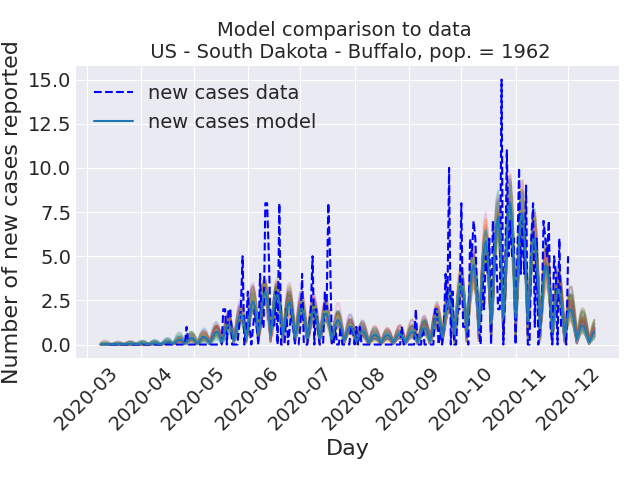 Model comparison to data
US - South Dakota - Buffalo, pop. = 1962
Number of new cases reported
15.0
12.5
10.0
7.5
5.0
2.5
0.0
new cases data
new cases model
2020-03
2020-04
2020-05
2020-06
2020-07
2020-08
2020-09
2020-10
2020-11
2020-12
Day